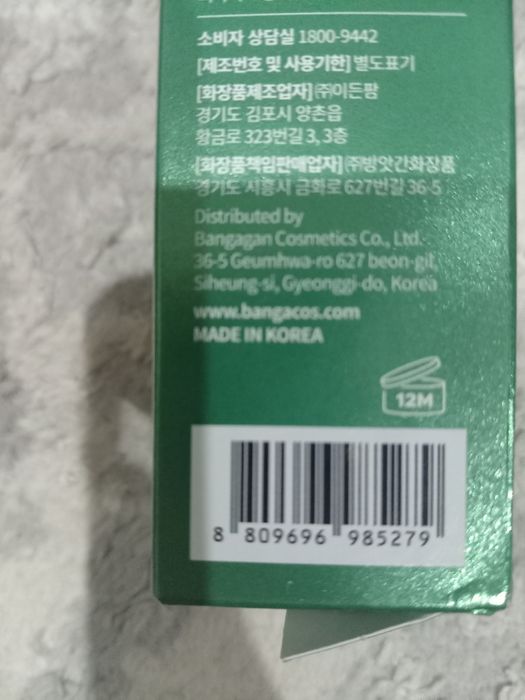 소비자 상담실 1800-9442
[제조번호 및 사용기한] 별도표기
[화장품제조업자] ㈜이든팜
경기도 김포시 양촌읍
황금로 323번길 3, 3층
[화장품책임판매업자] ㈜방앗간화장품
경기도 시흥시 금화로 627번길 36-5
Distributed by
Bangagan Cosmetics Co., Ltd.
36-5 Geumhwa-ro 627 beon-gil,
Siheung-si, Gyeonggi-do, Korea
www.bangacos.com
MADE IN KOREA
12M
8 809696 985279